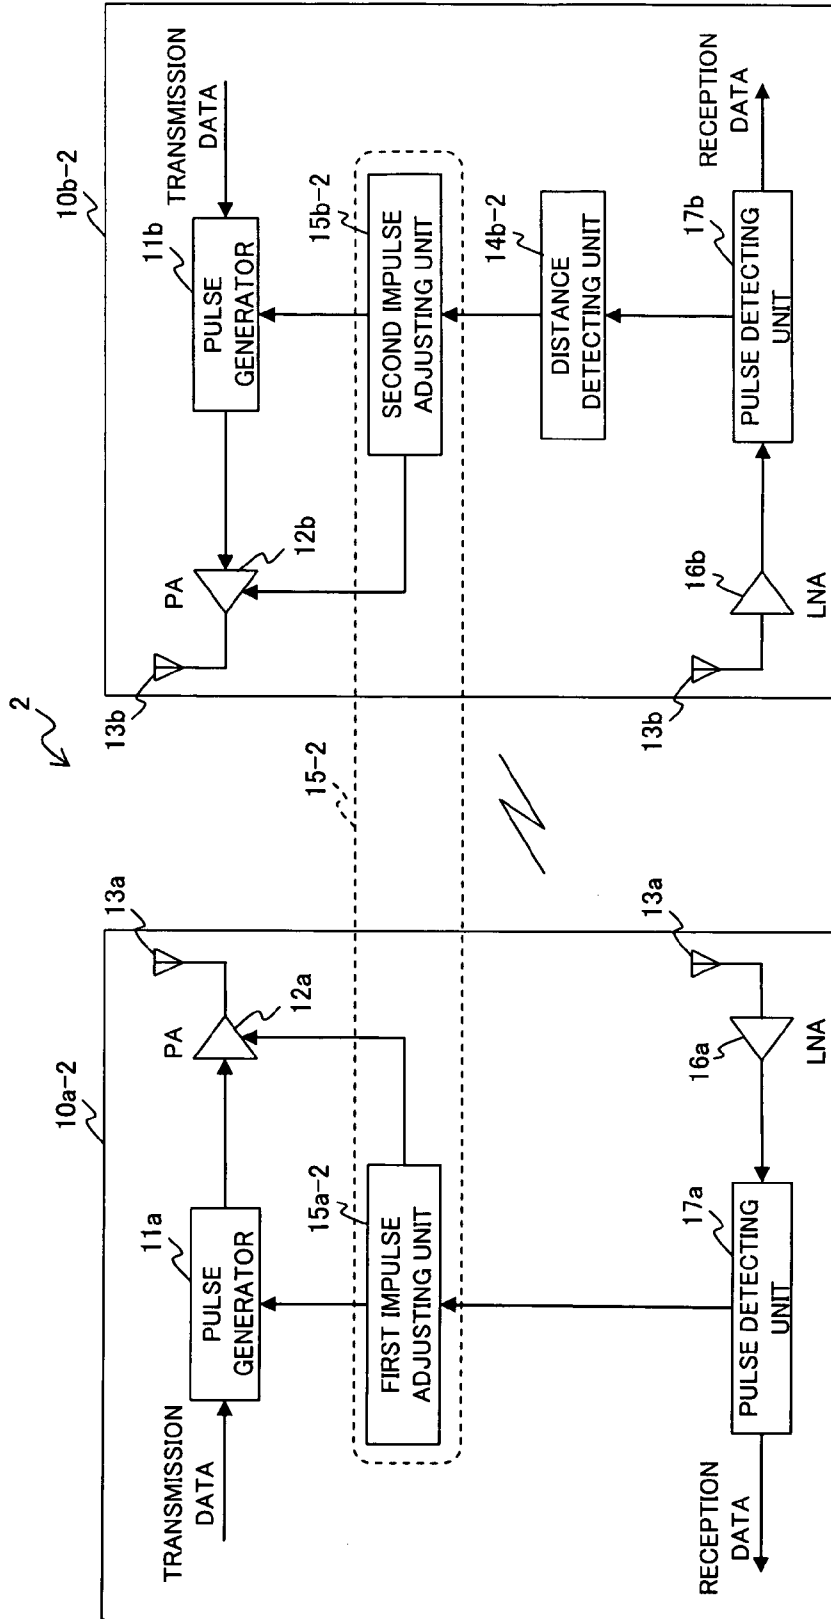 2
10a-2
TRANSMISSION
DATA
11a
PULSE
GENERATOR
PA
12a
13a
15a-2
FIRST IMPULSE
ADJUSTING UNIT
15-2
17a
PULSE DETECTING
UNIT
RECEPTION
DATA
16a
LNA
13a
10b-2
13b
PA
12b
11b
PULSE
GENERATOR
TRANSMISSION
DATA
15b-2
SECOND IMPULSE
ADJUSTING UNIT
14b-2
DISTANCE
DETECTING UNIT
13b
16b
LNA
17b
PULSE DETECTING
UNIT
RECEPTION
DATA